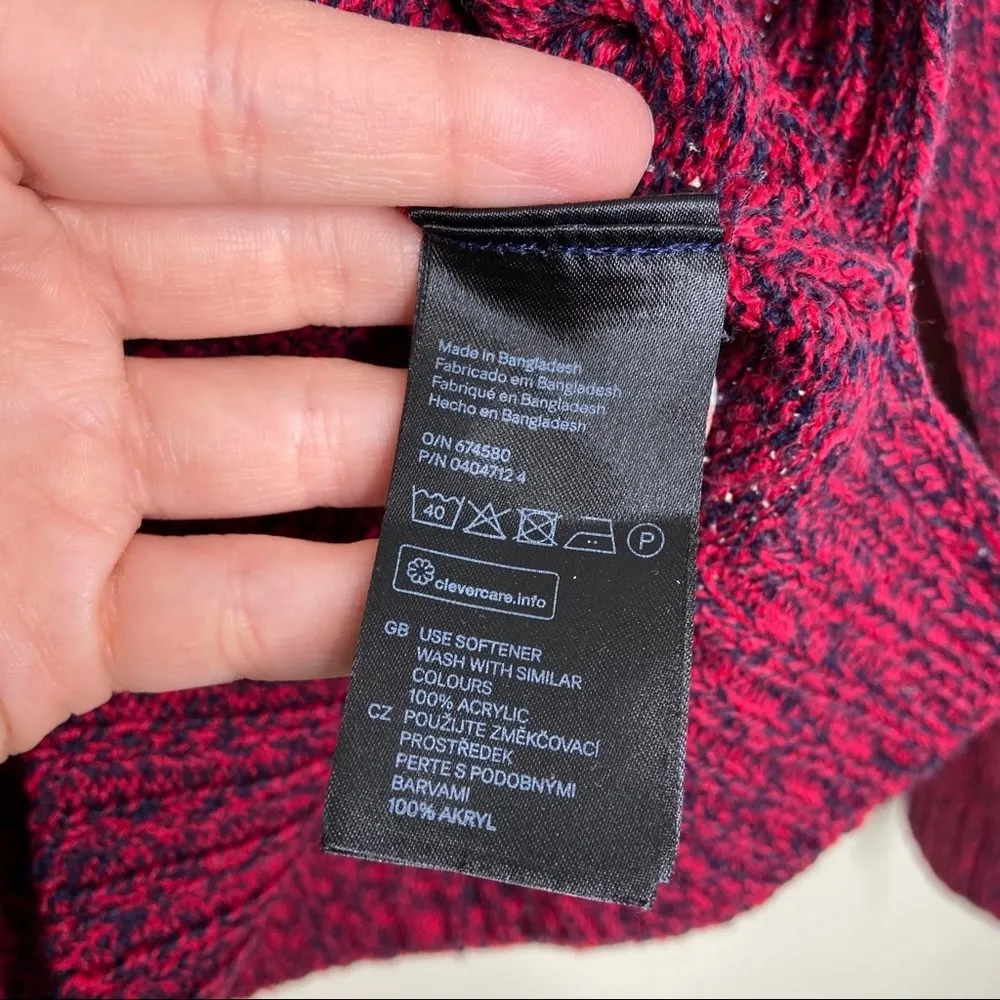 Made in Bangladesh
Fabricado em Bangladesh
Fabriqué en Bangladesh
Hecho en Bangladesh
O/N 674580
P/N 0404712 4
40 P
clevercare.info
GB USE SOFTENER
WASH WITH SIMILAR
COLOURS
100% ACRYLIC
CZ POUŽIJTE ZMĚKČOVACÍ
PROSTŘEDEK
PERTE S PODOBNÝMI
BARVAMI
100% AKRYL